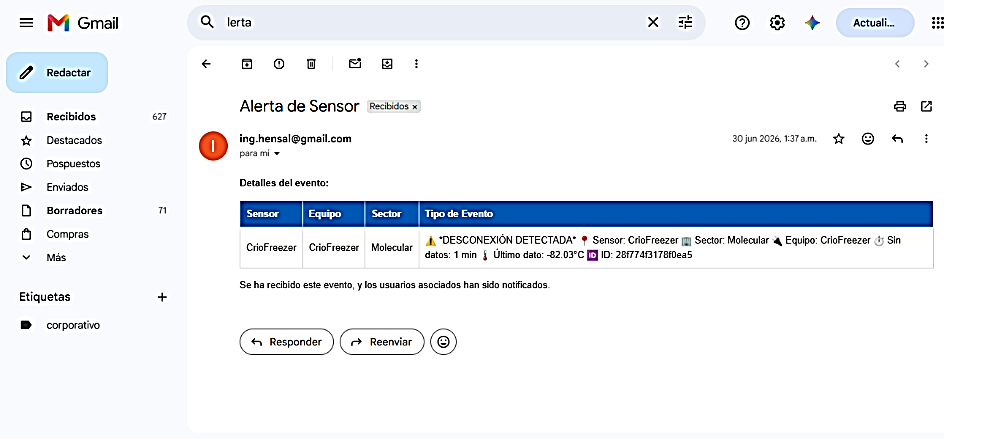 Gmail
lerta
Actuali...
Redactar
Recibidos 627
Destacados
Pospuestos
Enviados
Borradores 71
Compras
Más
Etiquetas
corporativo
Alerta de Sensor Recibidos ×
I
ing.hensal@gmail.com 30 jun 2026, 1:37 a.m.
para mi
Detalles del evento:
Sensor Equipo Sector Tipo de Evento
CrioFreezer CrioFreezer Molecular ⚠️ *DESCONEXIÓN DETECTADA* 📍 Sensor: CrioFreezer 🏢 Sector: Molecular 🔌 Equipo: CrioFreezer ⏱️ Sin
datos: 1 min 🌡️ Último dato: -82.03°C 🆔 ID: 28f774f3178f0ea5
Se ha recibido este evento, y los usuarios asociados han sido notificados.
Responder Reenviar